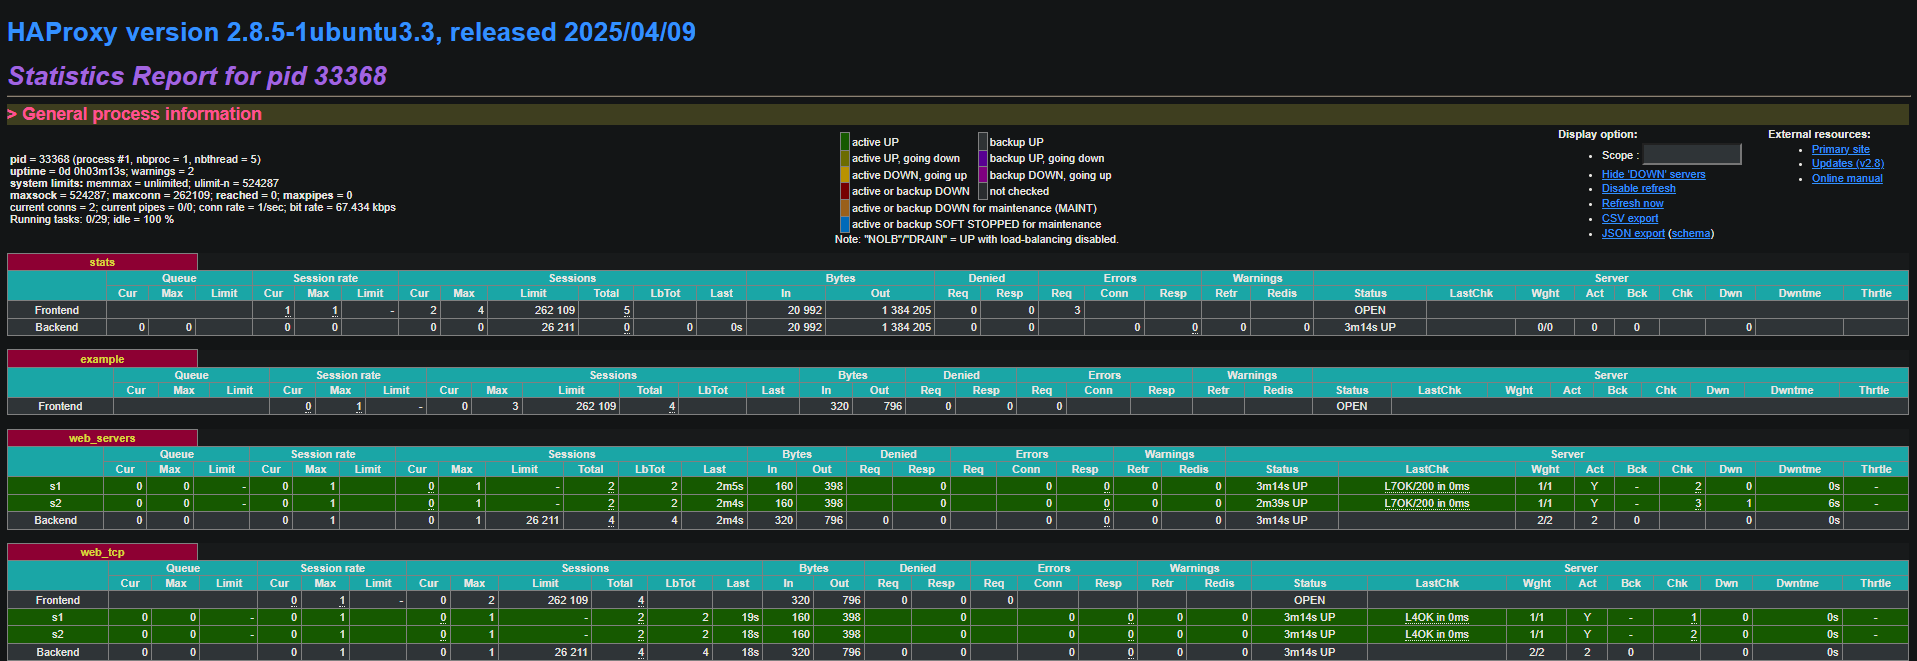 HAProxy version 2.8.5-1ubuntu3.3, released 2025/04/09
Statistics Report for pid 33368
> General process information
pid = 33368 (process #1, nbproc = 1, nbthread = 5)
uptime = 0d 0h03m13s; warnings = 2
system limits: memmax = unlimited; ulimit-n = 524287
maxsock = 524287; maxconn = 262109; reached = 0; maxpipes = 0
current conns = 2; current pipes = 0/0; conn rate = 1/sec; bit rate = 67.434 kbps
Running tasks: 0/29; idle = 100 %
active UP backup UP
active UP, going down backup UP, going down
active DOWN, going up backup DOWN, going up
active or backup DOWN not checked
active or backup DOWN for maintenance (MAINT)
active or backup SOFT STOPPED for maintenance
Note: "NOLB"/"DRAIN" = UP with load-balancing disabled.
Display option:
Scope :
Hide 'DOWN' servers
Disable refresh
Refresh now
CSV export
JSON export (schema)
External resources:
Primary site
Updates (v2.8)
Online manual
stats
Queue Session rate Sessions Bytes Denied Errors Warnings Server
Cur Max Limit Cur Max Limit Cur Max Limit Total LbTot Last In Out Req Resp Req Conn Resp Retr Redis Status LastChk Wght Act Bck Chk Dwn Dwntme Thrtle
Frontend 1 1 - 2 4 262 109 5 20 992 1 384 205 0 0 3 OPEN
Backend 0 0 0 0 0 0 26 211 0 0 0s 20 992 1 384 205 0 0 0 0 0 0 3m14s UP 0/0 0 0 0
example
Queue Session rate Sessions Bytes Denied Errors Warnings Server
Cur Max Limit Cur Max Limit Cur Max Limit Total LbTot Last In Out Req Resp Req Conn Resp Retr Redis Status LastChk Wght Act Bck Chk Dwn Dwntme Thrtle
Frontend 0 1 - 0 3 262 109 4 320 796 0 0 0 OPEN
web_servers
Queue Session rate Sessions Bytes Denied Errors Warnings Server
Cur Max Limit Cur Max Limit Cur Max Limit Total LbTot Last In Out Req Resp Req Conn Resp Retr Redis Status LastChk Wght Act Bck Chk Dwn Dwntme Thrtle
s1 0 0 - 0 1 0 1 - 2 2 2m5s 160 398 0 0 0 0 0 3m14s UP L7OK/200 in 0ms 1/1 Y - 2 0 0s -
s2 0 0 - 0 1 0 1 - 2 2 2m4s 160 398 0 0 0 0 0 2m39s UP L7OK/200 in 0ms 1/1 Y - 3 1 6s -
Backend 0 0 0 1 0 1 26 211 4 4 2m4s 320 796 0 0 0 0 0 0 3m14s UP 2/2 2 0 0 0s
web_tcp
Queue Session rate Sessions Bytes Denied Errors Warnings Server
Cur Max Limit Cur Max Limit Cur Max Limit Total LbTot Last In Out Req Resp Req Conn Resp Retr Redis Status LastChk Wght Act Bck Chk Dwn Dwntme Thrtle
Frontend 0 1 - 0 2 262 109 4 320 796 0 0 0 OPEN
s1 0 0 - 0 1 0 1 - 2 2 19s 160 398 0 0 0 0 0 3m14s UP L4OK in 0ms 1/1 Y - 1 0 0s -
s2 0 0 - 0 1 0 1 - 2 2 18s 160 398 0 0 0 0 0 3m14s UP L4OK in 0ms 1/1 Y - 2 0 0s -
Backend 0 0 0 1 0 1 26 211 4 4 18s 320 796 0 0 0 0 0 0 3m14s UP 2/2 2 0 0 0s